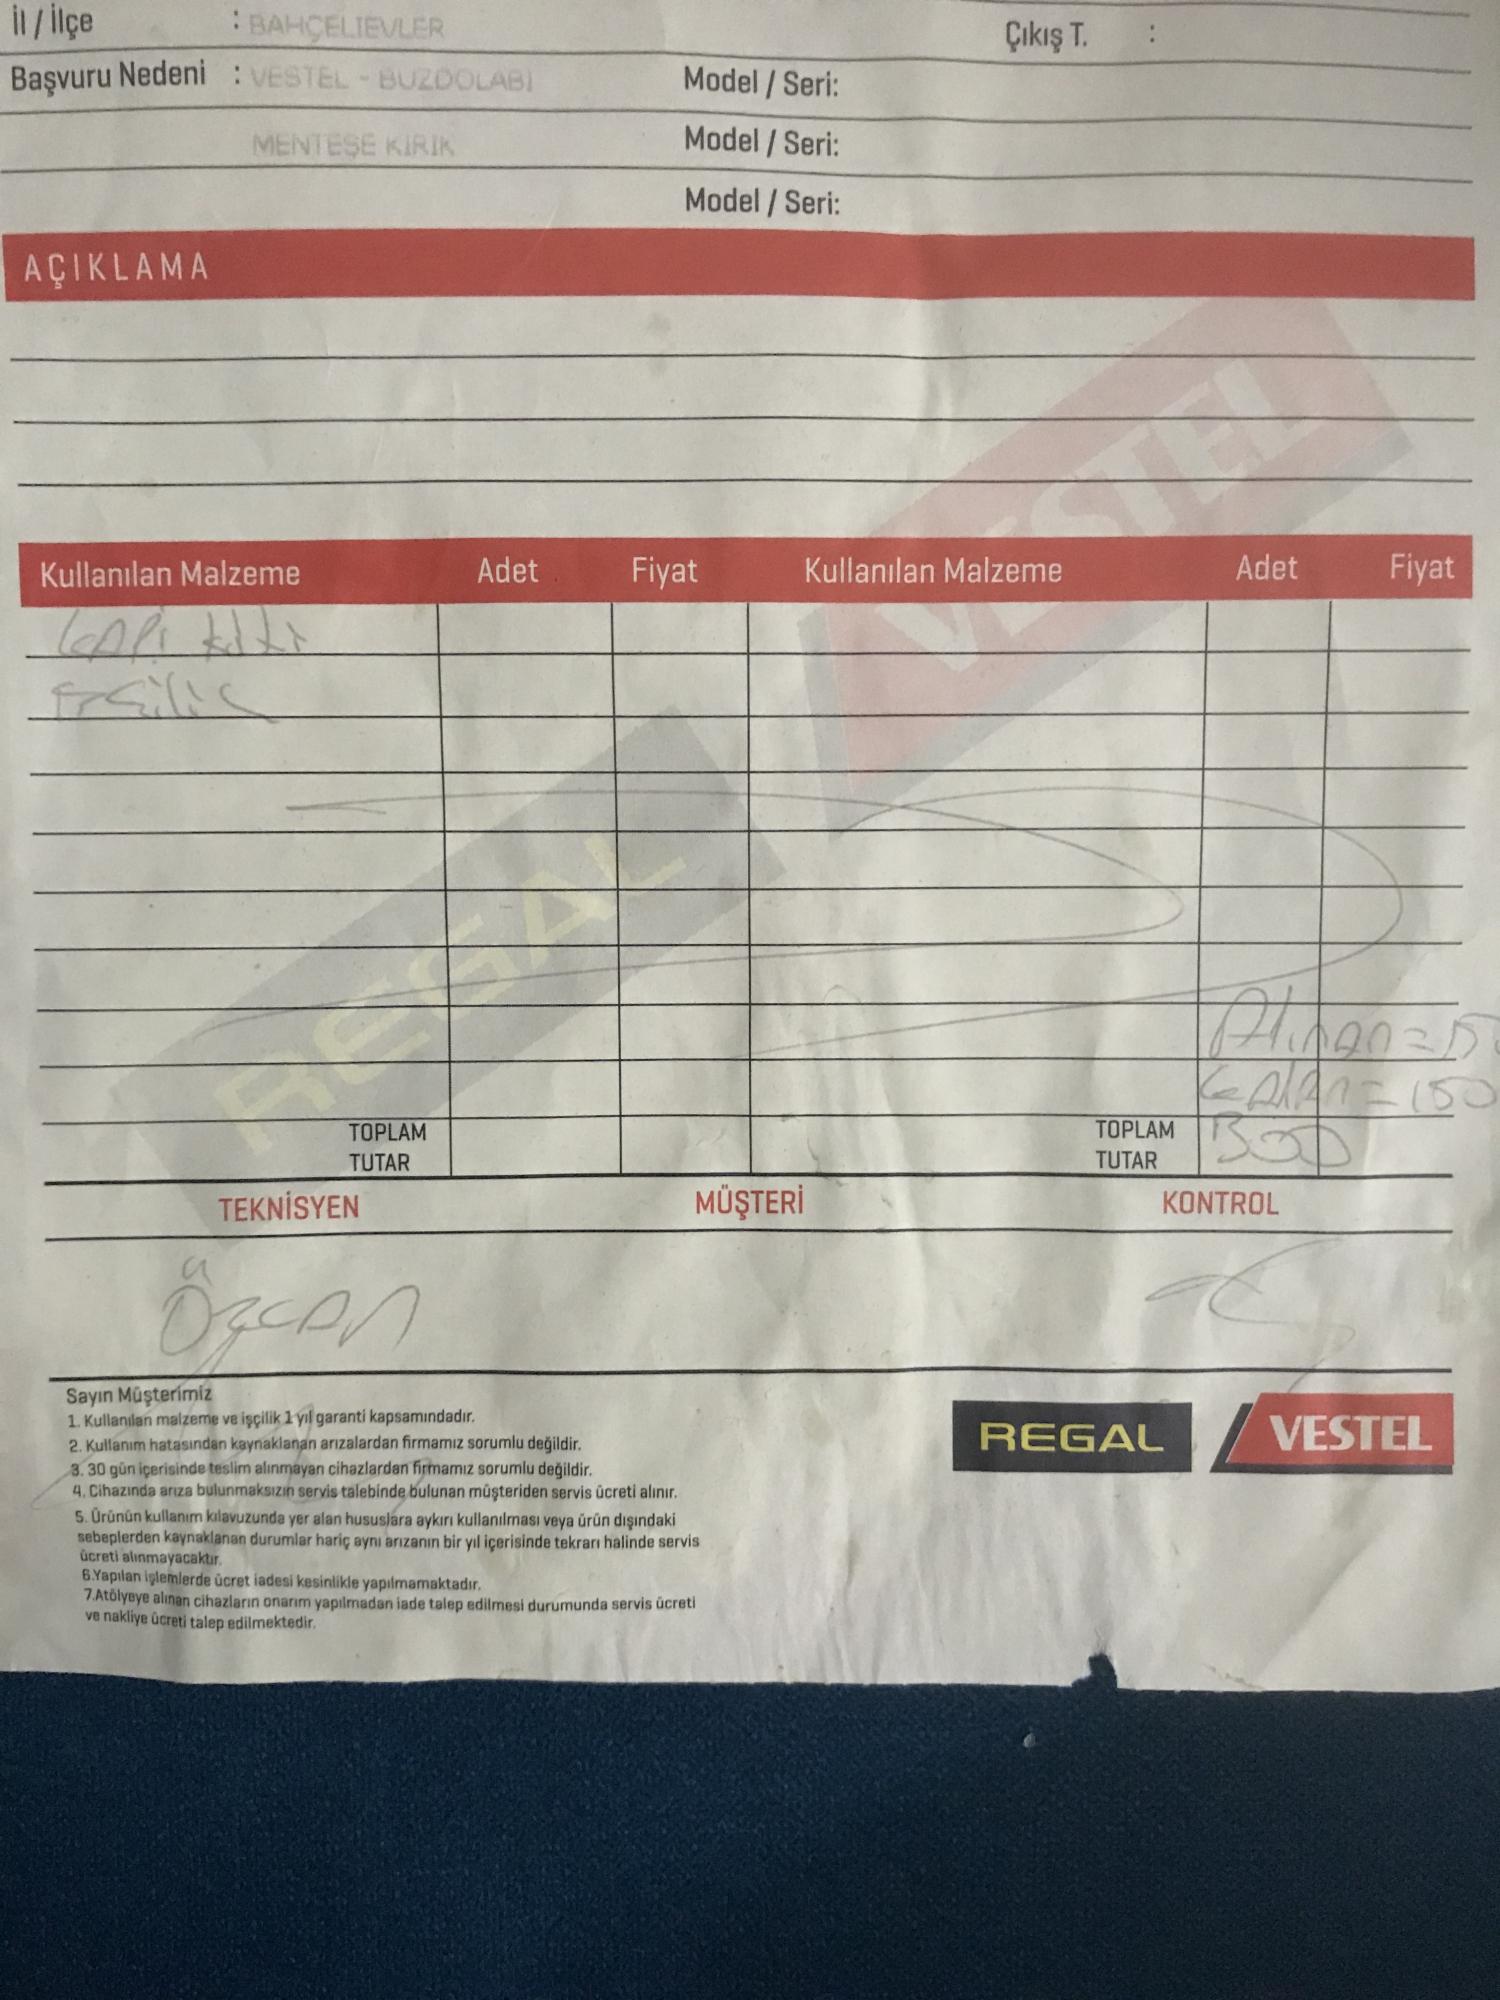 İl / İlçe : BAHÇELİEVLER Çıkış T. :
Başvuru Nedeni : VESTEL - BUZDOLABI Model / Seri:
MENTEŞE KIRIK Model / Seri:
Model / Seri:
AÇIKLAMA
VESTEL
Kullanılan Malzeme Adet Fiyat Kullanılan Malzeme Adet Fiyat
KAPI
İşçilik
REGAL
Alınan = 15
Kalan = 150
TOPLAM TUTAR TOPLAM TUTAR 300
TEKNİSYEN MÜŞTERİ KONTROL
Özcan
Sayın Müşterimiz
1. Kullanılan malzeme ve işçilik 1 yıl garanti kapsamındadır.
2. Kullanım hatasından kaynaklanan arızalardan firmamız sorumlu değildir.
3. 30 gün içerisinde teslim alınmayan cihazlardan firmamız sorumlu değildir.
4. Cihazında arıza bulunmaksızın servis talebinde bulunan müşteriden servis ücreti alınır.
5. Ürünün kullanım kılavuzunda yer alan hususlara aykırı kullanılması veya ürün dışındaki
sebeplerden kaynaklanan durumlar hariç aynı arızanın bir yıl içerisinde tekrarı halinde servis
ücreti alınmayacaktır.
6.Yapılan işlemlerde ücret iadesi kesinlikle yapılmamaktadır.
7.Atölyeye alınan cihazların onarım yapılmadan iade talep edilmesi durumunda servis ücreti
ve nakliye ücreti talep edilmektedir.
REGAL VESTEL